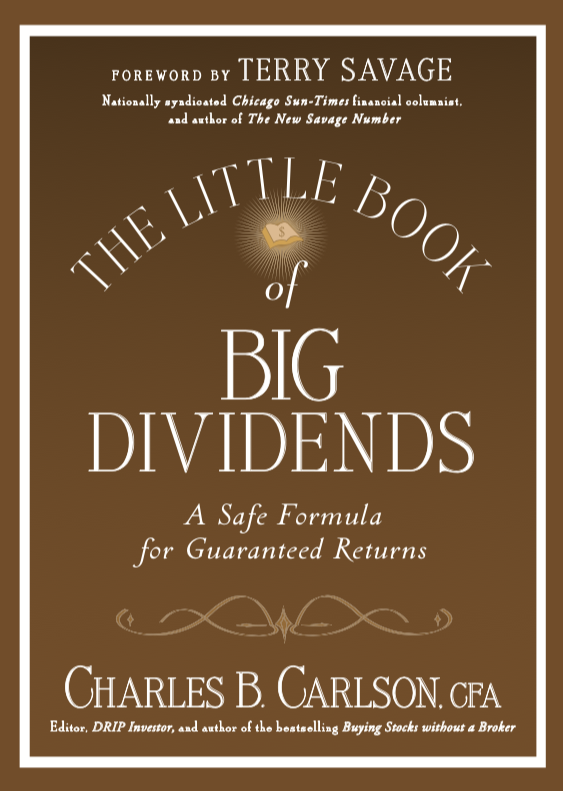 FOREWORD BY TERRY SAVAGE
Nationally syndicated Chicago Sun-Times financial columnist,
and author of The New Savage Number
THE LITTLE BOOK
$
of
BIG
DIVIDENDS
A Safe Formula
for Guaranteed Returns
CHARLES B. CARLSON, CFA
Editor, DRIP Investor, and author of the bestselling Buying Stocks without a Broker